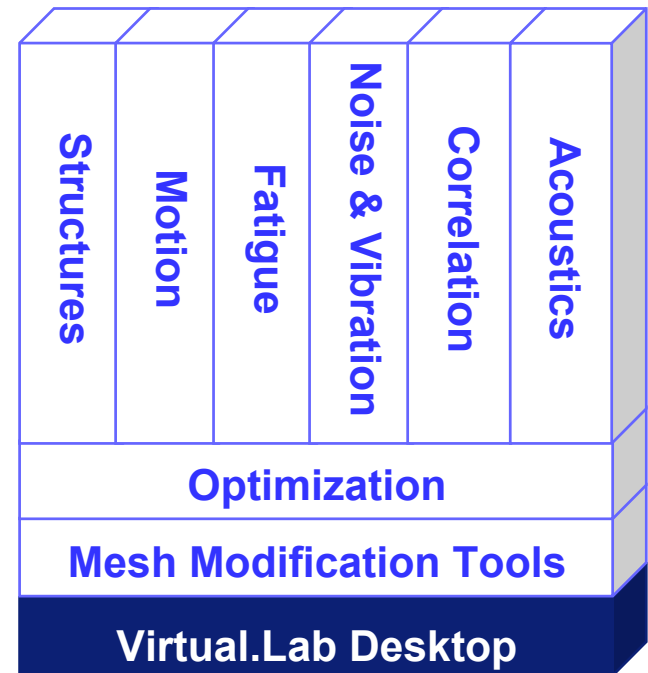 Structures
Motion
Fatigue
Noise & Vibration
Correlation
Acoustics
Optimization
Mesh Modification Tools
Virtual.Lab Desktop